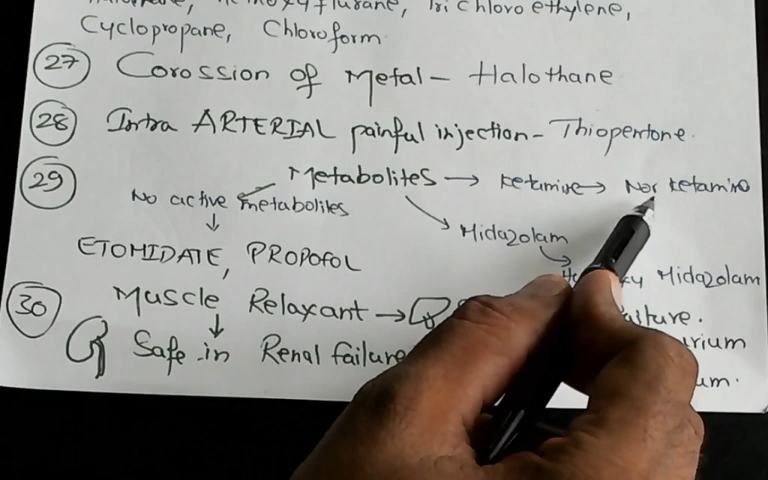 Trichloroethylene,
Cyclopropane, Chloroform
27 Corossion of Metal - Halothane
28 Intra ARTERIAL painful injection - Thiopentone.
29 Metabolites → Ketamine → Nor Ketamine
No active metabolites
Midazolam
ETOMIDATE, PROPOFOL
Midazolam
30 Muscle Relaxant →
Safe in Renal failure